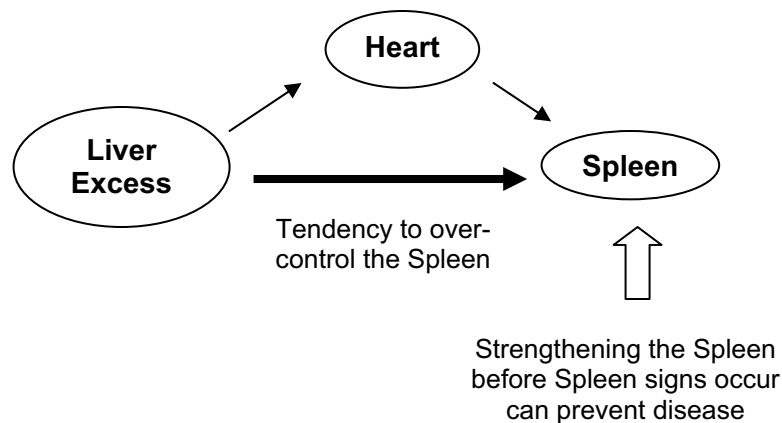 Heart
Liver
Excess
Spleen
Tendency to over-
control the Spleen
Strengthening the Spleen
before Spleen signs occur
can prevent disease